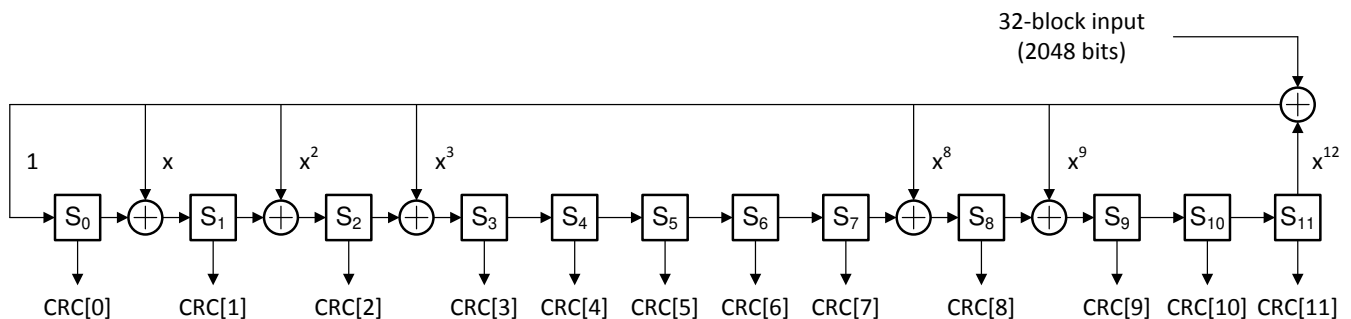 32-block input
(2048 bits)
1 x x² x³ x⁸ x⁹ x¹²
S₀ S₁ S₂ S₃ S₄ S₅ S₆ S₇ S₈ S₉ S₁₀ S₁₁
CRC[0] CRC[1] CRC[2] CRC[3] CRC[4] CRC[5] CRC[6] CRC[7] CRC[8] CRC[9] CRC[10] CRC[11]